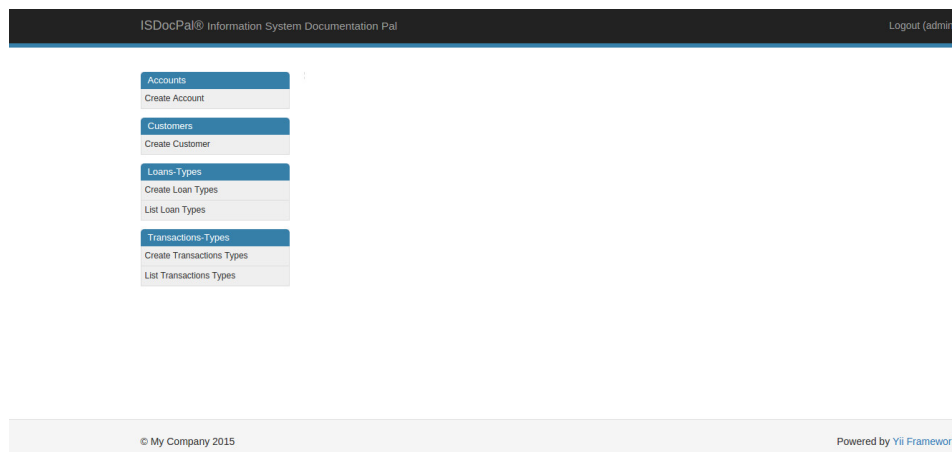 ISDocPal® Information System Documentation Pal Logout (admin
Accounts
Create Account
Customers
Create Customer
Loans-Types
Create Loan Types
List Loan Types
Transactions-Types
Create Transactions Types
List Transactions Types
© My Company 2015 Powered by Yii Framewor